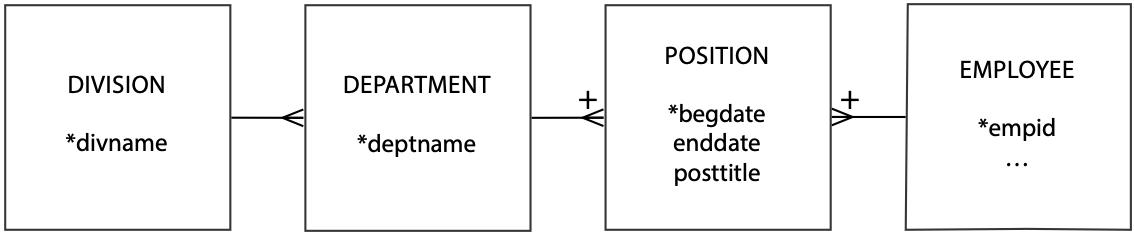 DIVISION
*divname
DEPARTMENT
*deptname
+
POSITION
*begdate
enddate
posttitle
+
EMPLOYEE
*empid
...